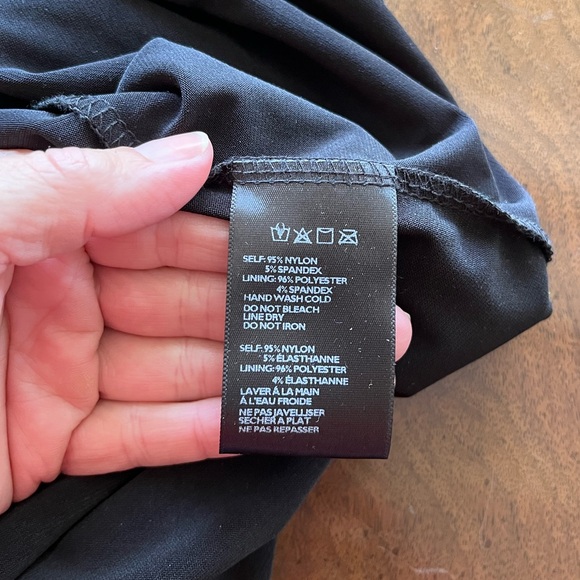 SELF: 95% NYLON
5% SPANDEX
LINING: 96% POLYESTER
4% SPANDEX
HAND WASH COLD
DO NOT BLEACH
LINE DRY
DO NOT IRON
SELF: 95% NYLON
5% ÉLASTHANNE
LINING: 96% POLYESTER
4% ÉLASTHANNE
LAVER Á LA MAIN
Á L'EAU FROIDE
NE PAS JAVELLISER
SECHER A PLAT
NE PAS REPASSER